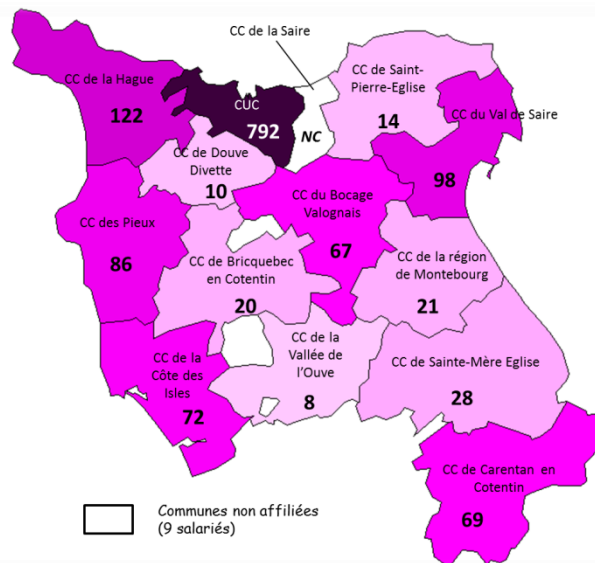 CC de la Saire
CC de la Hague
122
CUC
792
NC
CC de Saint-
Pierre-Eglise
14
CC du Val de Saire
98
CC de Douve
Divette
10
CC du Bocage
Valognais
67
CC des Pieux
86
CC de Bricquebec
en Cotentin
20
CC de la région
de Montebourg
21
CC de la
Côte des
Isles
72
CC de la
Vallée de
l'Ouve
8
CC de Sainte-Mère Eglise
28
CC de Carentan en
Cotentin
69
Communes non affiliées
(9 salariés)